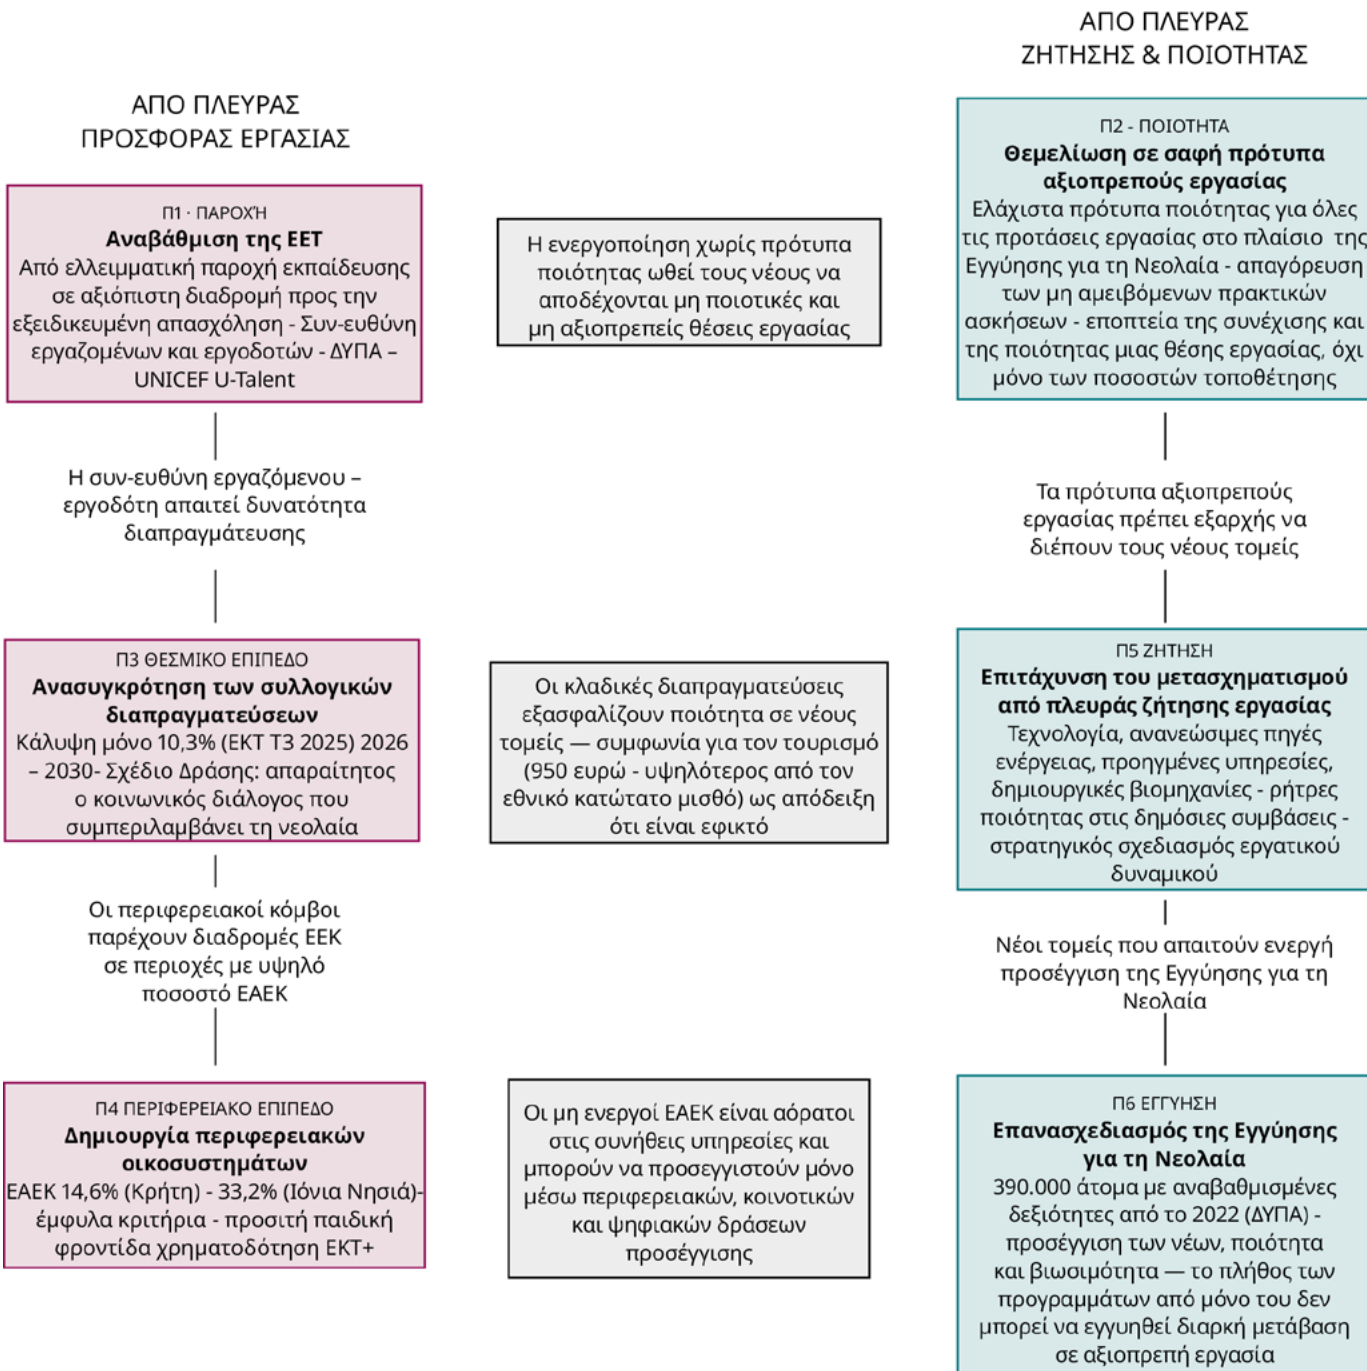 ΑΠΟ ΠΛΕΥΡΑΣ
ΠΡΟΣΦΟΡΑΣ ΕΡΓΑΣΙΑΣ
Π1 · ΠΑΡΟΧΉ
Αναβάθμιση της ΕΕΤ
Από ελλειμματική παροχή εκπαίδευσης
σε αξιόπιστη διαδρομή προς την
εξειδικευμένη απασχόληση - Συν-ευθύνη
εργαζομένων και εργοδοτών - ΔΥΠΑ –
UNICEF U-Talent
Η συν-ευθύνη εργαζόμενου –
εργοδότη απαιτεί δυνατότητα
διαπραγμάτευσης
Π3 ΘΕΣΜΙΚΟ ΕΠΙΠΕΔΟ
Ανασυγκρότηση των συλλογικών
διαπραγματεύσεων
Κάλυψη μόνο 10,3% (ΕΚΤ Τ3 2025) 2026
– 2030- Σχέδιο Δράσης: απαραίτητος
ο κοινωνικός διάλογος που
συμπεριλαμβάνει τη νεολαία
Οι περιφερειακοί κόμβοι
παρέχουν διαδρομές ΕΕΚ
σε περιοχές με υψηλό
ποσοστό ΕΑΕΚ
Π4 ΠΕΡΙΦΕΡΕΙΑΚΟ ΕΠΙΠΕΔΟ
Δημιουργία περιφερειακών
οικοσυστημάτων
ΕΑΕΚ 14,6% (Κρήτη) - 33,2% (Ιόνια Νησιά)-
έμφυλα κριτήρια - προσιτή παιδική
φροντίδα χρηματοδότηση ΕΚΤ+
Η ενεργοποίηση χωρίς πρότυπα
ποιότητας ωθεί τους νέους να
αποδέχονται μη ποιοτικές και
μη αξιοπρεπείς θέσεις εργασίας
Οι κλαδικές διαπραγματεύσεις
εξασφαλίζουν ποιότητα σε νέους
τομείς — συμφωνία για τον τουρισμό
(950 ευρώ - υψηλότερος από τον
εθνικό κατώτατο μισθό) ως απόδειξη
ότι είναι εφικτό
Οι μη ενεργοί ΕΑΕΚ είναι αόρατοι
στις συνήθεις υπηρεσίες και
μπορούν να προσεγγιστούν μόνο
μέσω περιφερειακών, κοινοτικών
και ψηφιακών δράσεων
προσέγγισης
ΑΠΟ ΠΛΕΥΡΑΣ
ΖΗΤΗΣΗΣ & ΠΟΙΟΤΗΤΑΣ
Π2 - ΠΟΙΟΤΗΤΑ
Θεμελίωση σε σαφή πρότυπα
αξιοπρεπούς εργασίας
Ελάχιστα πρότυπα ποιότητας για όλες
τις προτάσεις εργασίας στο πλαίσιο της
Εγγύησης για τη Νεολαία - απαγόρευση
των μη αμειβόμενων πρακτικών
ασκήσεων - εποπτεία της συνέχισης και
της ποιότητας μιας θέσης εργασίας, όχι
μόνο των ποσοστών τοποθέτησης
Τα πρότυπα αξιοπρεπούς
εργασίας πρέπει εξαρχής να
διέπουν τους νέους τομείς
Π5 ΖΗΤΗΣΗ
Επιτάχυνση του μετασχηματισμού
από πλευράς ζήτησης εργασίας
Τεχνολογία, ανανεώσιμες πηγές
ενέργειας, προηγμένες υπηρεσίες,
δημιουργικές βιομηχανίες - ρήτρες
ποιότητας στις δημόσιες συμβάσεις -
στρατηγικός σχεδιασμός εργατικού
δυναμικού
Νέοι τομείς που απαιτούν ενεργή
προσέγγιση της Εγγύησης για τη
Νεολαία
Π6 ΕΓΓΥΗΣΗ
Επανασχεδιασμός της Εγγύησης
για τη Νεολαία
390.000 άτομα με αναβαθμισμένες
δεξιότητες από το 2022 (ΔΥΠΑ) -
προσέγγιση των νέων, ποιότητα
και βιωσιμότητα — το πλήθος των
προγραμμάτων από μόνο του δεν
μπορεί να εγγυηθεί διαρκή μετάβαση
σε αξιοπρεπή εργασία